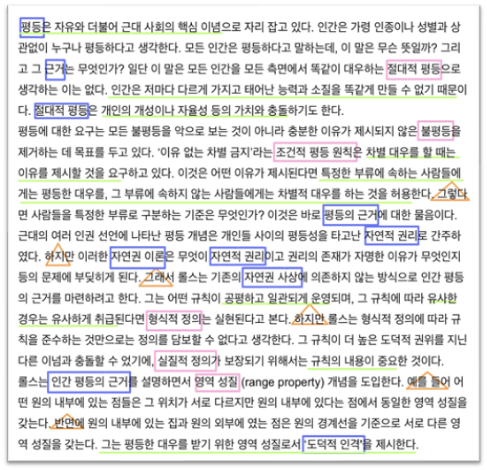 평등은 자유와 더불어 근대 사회의 핵심 이념으로 자리 잡고 있다. 인간은 가령 인종이나 성별과 상
관없이 누구나 평등하다고 생각한다. 모든 인간은 평등하다고 말하는데, 이 말은 무슨 뜻일까? 그리
고 그 근거는 무엇인가? 일단 이 말은 모든 인간을 모든 측면에서 똑같이 대우하는 절대적 평등으로
생각하는 이는 없다. 인간은 저마다 다르게 가지고 태어난 능력과 소질을 똑같게 만들 수 없기 때문이
다. 절대적 평등은 개인의 개성이나 자율성 등의 가치와 충돌하기도 한다.
평등에 대한 요구는 모든 불평등을 악으로 보는 것이 아니라 충분한 이유가 제시되지 않은 불평등을
제거하는 데 목표를 두고 있다. ‘이유 없는 차별 금지’라는 조건적 평등 원칙은 차별 대우를 할 때는
이유를 제시할 것을 요구하고 있다. 이것은 어떤 이유가 제시된다면 특정한 부류에 속하는 사람들에
게는 평등한 대우를, 그 부류에 속하지 않는 사람들에게는 차별적 대우를 하는 것을 허용한다. 그렇다
면 사람들을 특정한 부류로 구분하는 기준은 무엇인가? 이것은 바로 평등의 근거에 대한 물음이다.
근대의 여러 인권 선언에 나타난 평등 개념은 개인들 사이의 평등성을 타고난 자연적 권리로 간주하
였다. 하지만 이러한 자연권 이론은 무엇이 자연적 권리이고 권리의 존재가 자명한 이유가 무엇인지
등의 문제에 부딪히게 된다. 그래서 롤스는 기존의 자연권 사상에 의존하지 않는 방식으로 인간 평등
의 근거를 마련하려고 한다. 그는 어떤 규칙이 공평하고 일관되게 운영되며, 그 규칙에 따라 유사한
경우는 유사하게 취급된다면 형식적 정의는 실현된다고 본다. 하지만 롤스는 형식적 정의에 따라 규
칙을 준수하는 것만으로는 정의를 담보할 수 없다고 생각한다. 그 규칙이 더 높은 도덕적 권위를 지닌
다른 이념과 충돌할 수 있기에, 실질적 정의가 보장되기 위해서는 규칙의 내용이 중요한 것이다.
롤스는 인간 평등의 근거를 설명하면서 영역 성질 (range property) 개념을 도입한다. 예를 들어 어
떤 원의 내부에 있는 점들은 그 위치가 서로 다르지만 원의 내부에 있다는 점에서 동일한 영역 성질을
갖는다. 반면에 원의 내부에 있는 집과 원의 외부에 있는 점은 원의 경계선을 기준으로 서로 다른 영
역 성질을 갖는다. 그는 평등한 대우를 받기 위한 영역 성질로서 ‘도덕적 인격’을 제시한다.